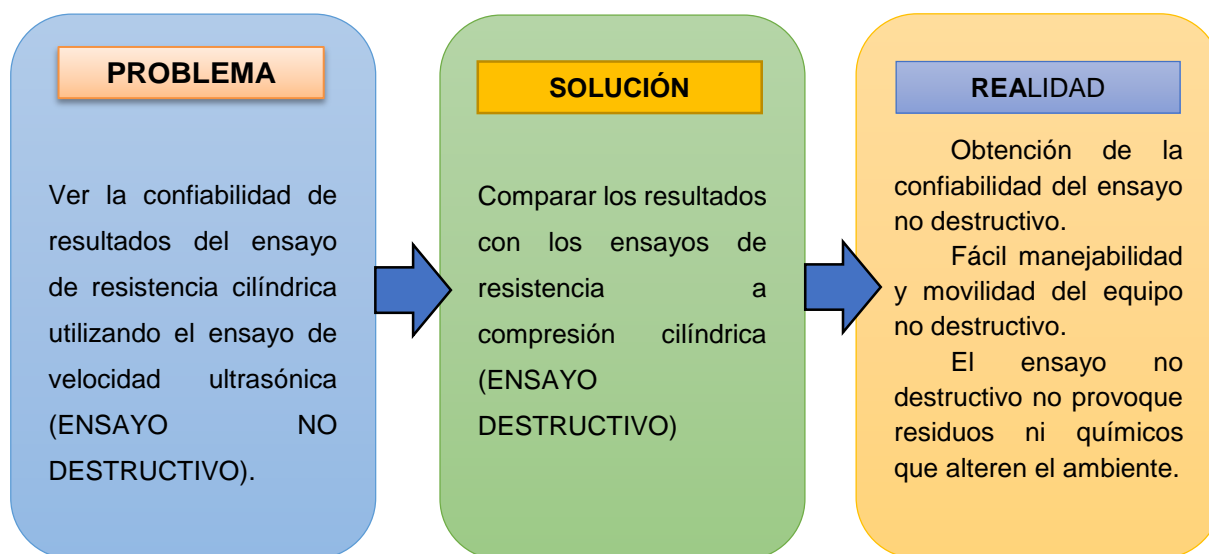 PROBLEMA
Ver la confiabilidad de
resultados del ensayo
de resistencia cilíndrica
utilizando el ensayo de
velocidad ultrasónica
(ENSAYO NO
DESTRUCTIVO).
SOLUCIÓN
Comparar los resultados
con los ensayos de
resistencia a
compresión cilíndrica
(ENSAYO
DESTRUCTIVO)
REALIDAD
Obtención de la
confiabilidad del ensayo
no destructivo.
Fácil manejabilidad
y movilidad del equipo
no destructivo.
El ensayo no
destructivo no provoque
residuos ni químicos
que alteren el ambiente.